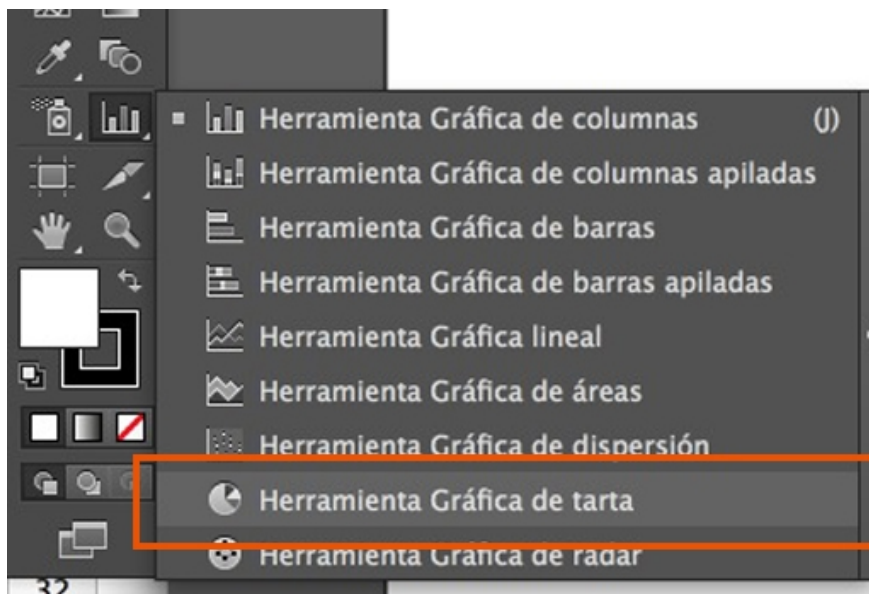 Herramienta Gráfica de columnas (J)
Herramienta Gráfica de columnas apiladas
Herramienta Gráfica de barras
Herramienta Gráfica de barras apiladas
Herramienta Gráfica lineal
Herramienta Gráfica de áreas
Herramienta Gráfica de dispersión
Herramienta Gráfica de tarta
Herramienta Gráfica de radar
32